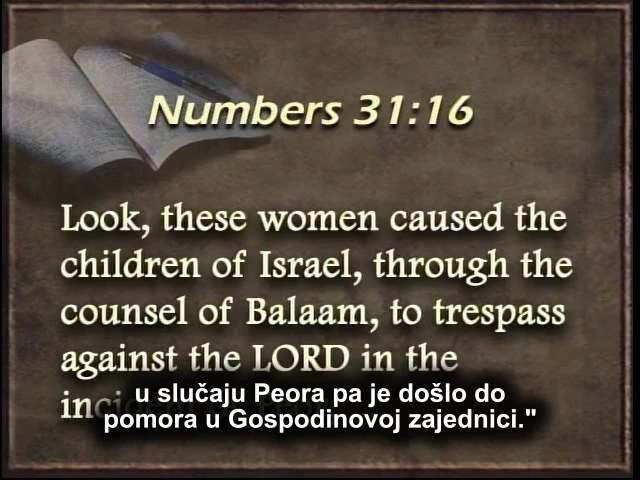 Numbers 31:16
Look, these women caused the
children of Israel, through the
counsel of Balaam, to trespass
against the LORD in the
u slučaju Peora pa je došlo do
pomora u Gospodinovoj zajednici."